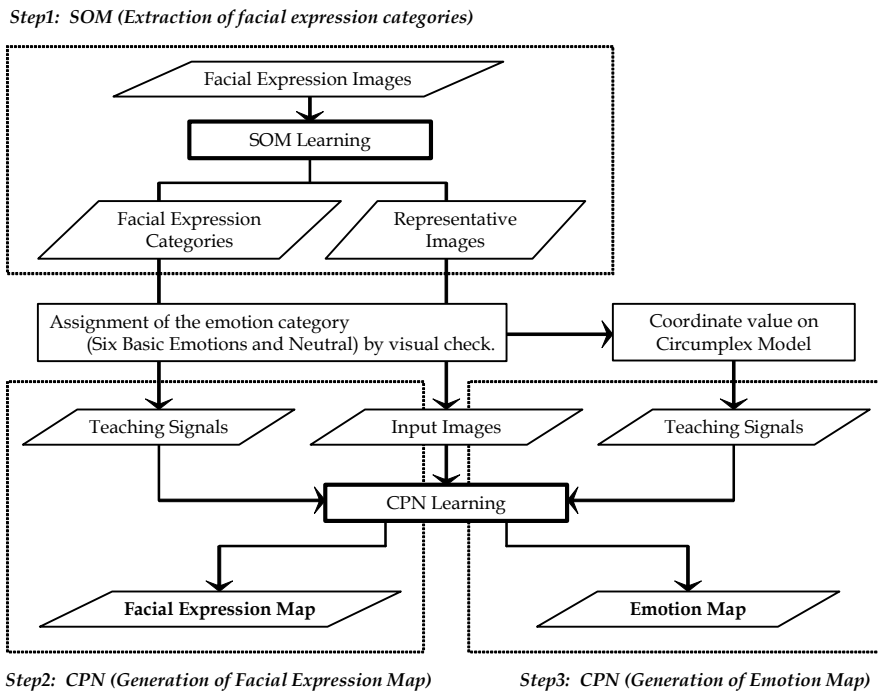 Step1: SOM (Extraction of facial expression categories)
Facial Expression Images
SOM Learning
Facial Expression
Categories
Representative
Images
Assignment of the emotion category
(Six Basic Emotions and Neutral) by visual check.
Coordinate value on
Circumplex Model
Teaching Signals
Input Images
Teaching Signals
CPN Learning
Facial Expression Map
Emotion Map
Step2: CPN (Generation of Facial Expression Map)
Step3: CPN (Generation of Emotion Map)